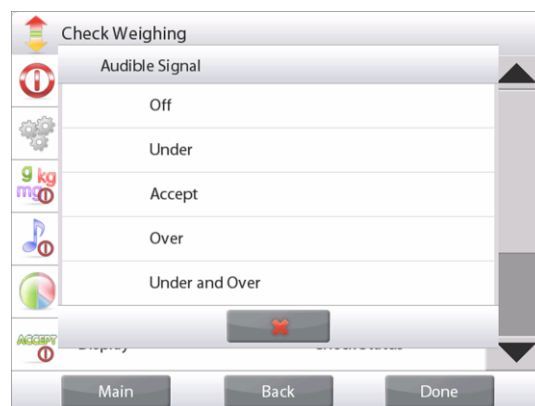 Check Weighing
Audible Signal
Off
Under
g kg
mg
Accept
Over
Under and Over
ACCEPT
Main Back Done